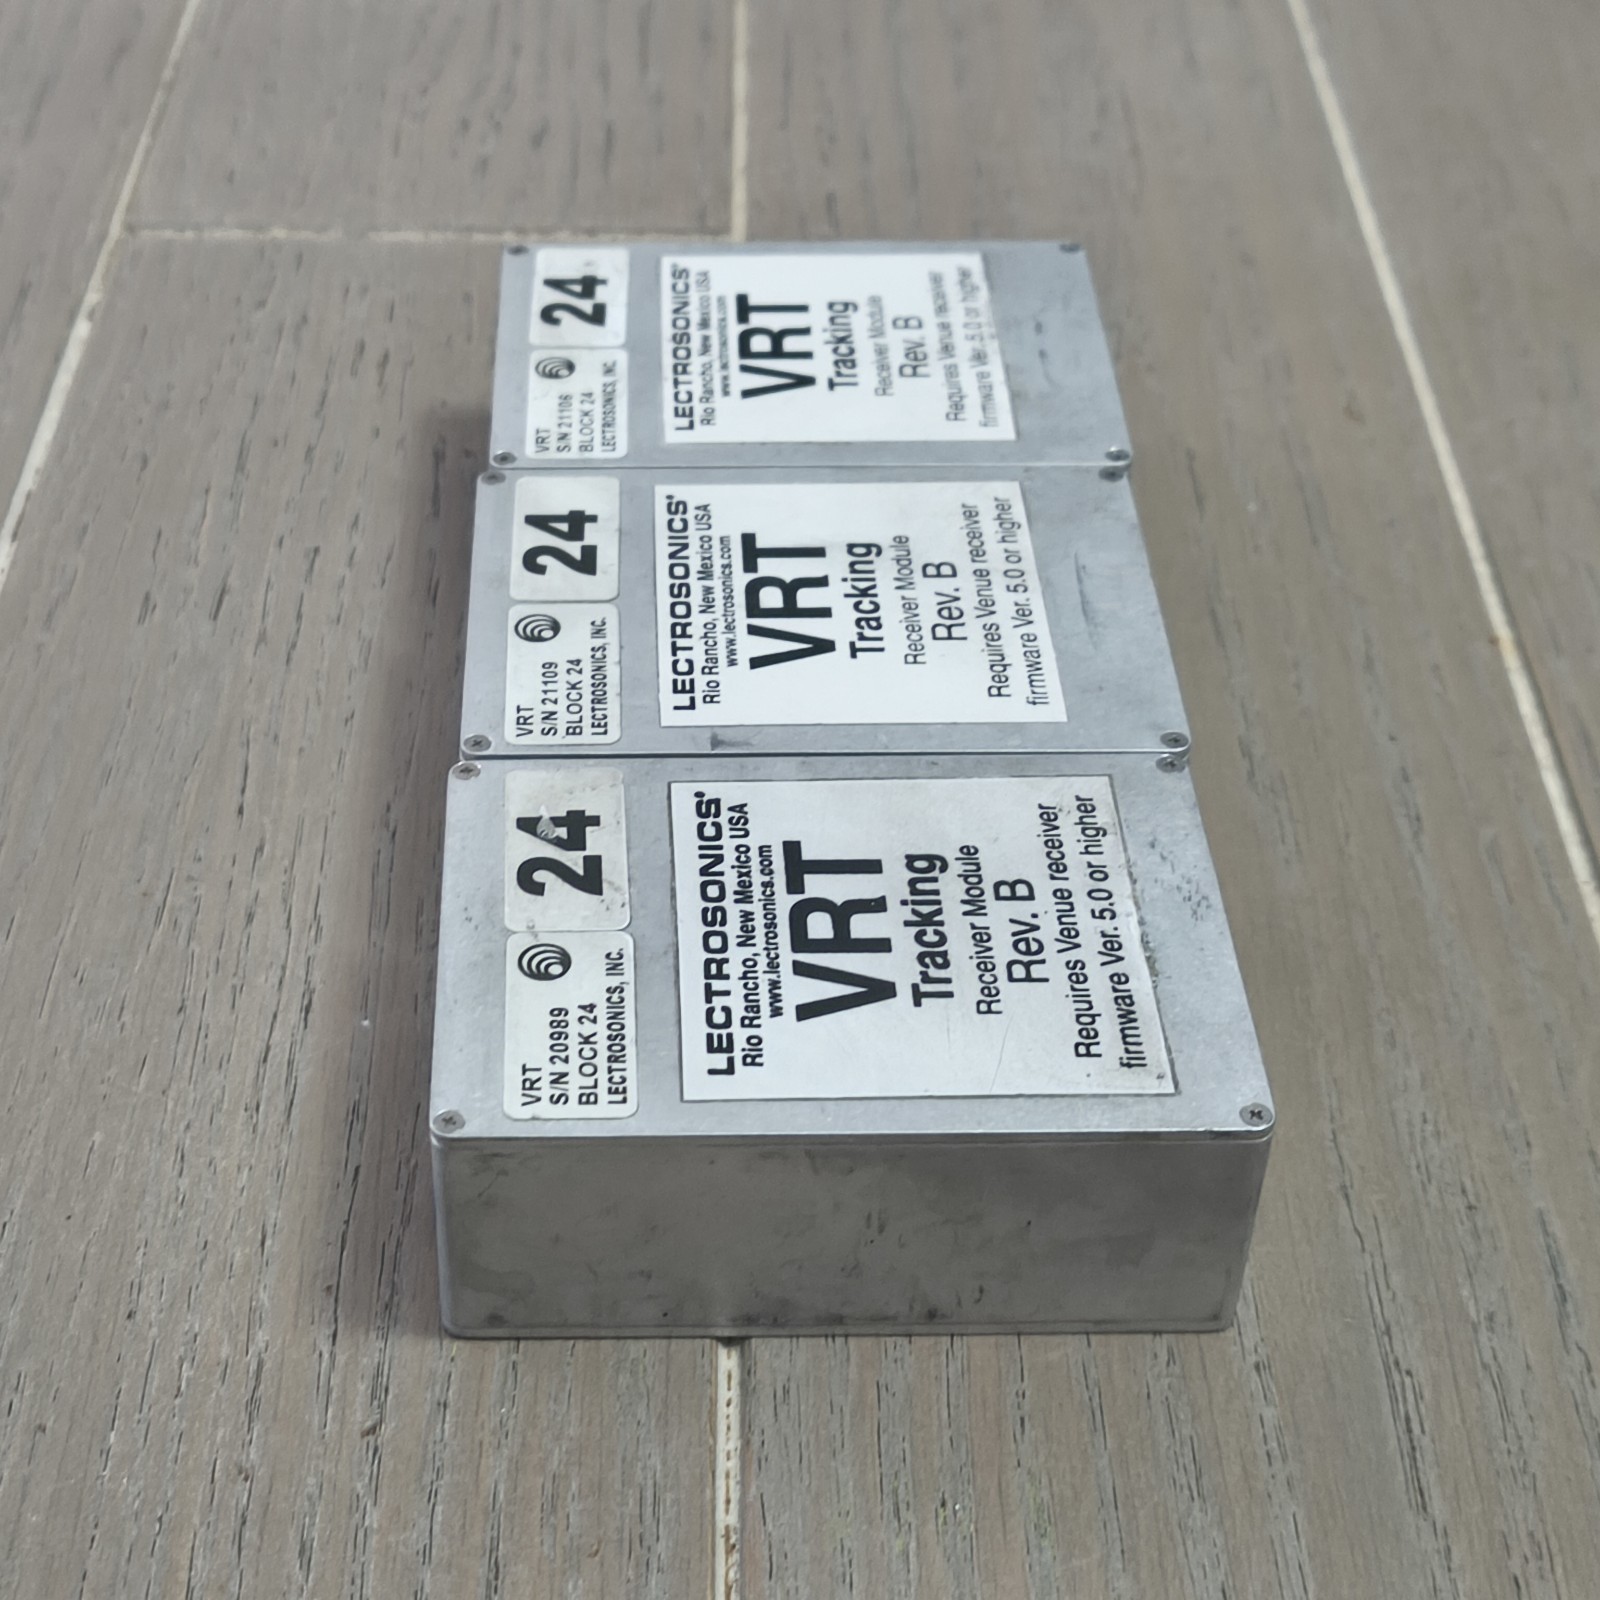 VRT
S/N 21106
BLOCK 24
LECTROSONICS, INC.
24
LECTROSONICS'
Rio Rancho, New Mexico USA
www.lectrosonics.com
VRT
Tracking
Receiver Module
Rev. B
Requires Venue receiver
firmware Ver. 5.0 or higher
VRT
S/N 21109
BLOCK 24
LECTROSONICS, INC.
24
LECTROSONICS'
Rio Rancho, New Mexico USA
www.lectrosonics.com
VRT
Tracking
Receiver Module
Rev. B
Requires Venue receiver
firmware Ver. 5.0 or higher
VRT
S/N 20989
BLOCK 24
LECTROSONICS, INC.
24
LECTROSONICS'
Rio Rancho, New Mexico USA
www.lectrosonics.com
VRT
Tracking
Receiver Module
Rev. B
Requires Venue receiver
firmware Ver. 5.0 or higher